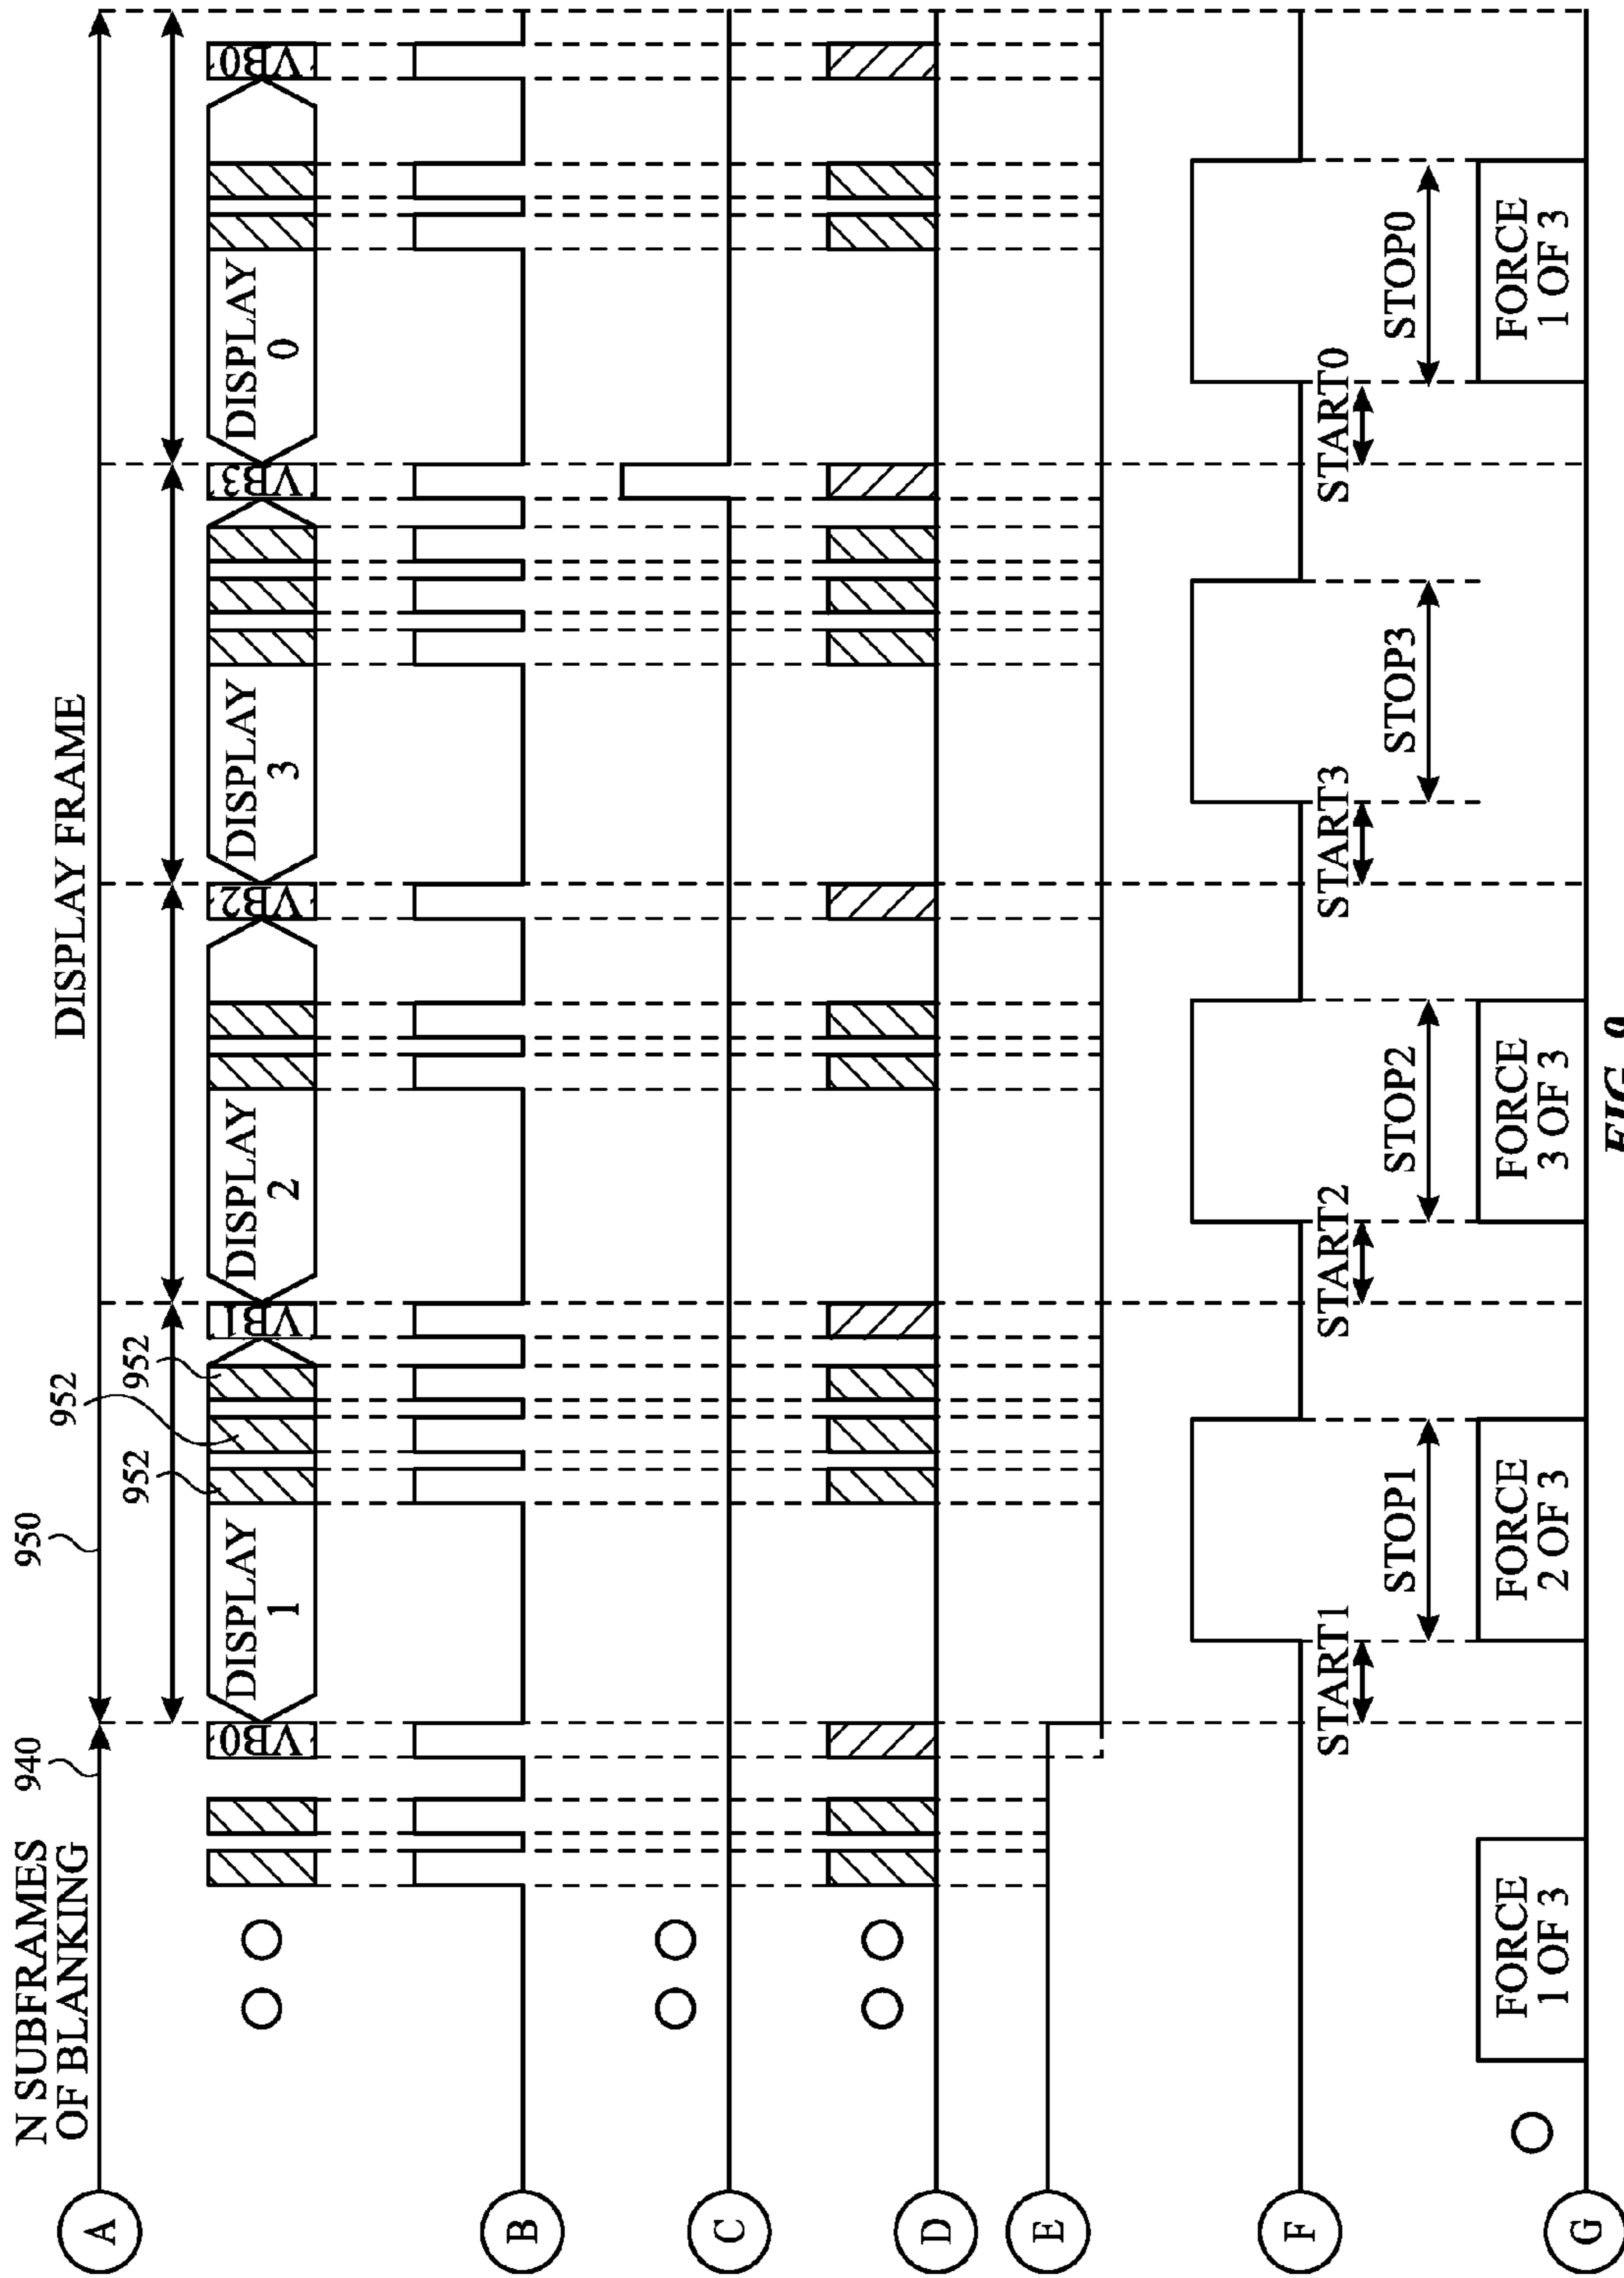 N SUBFRAMES
OF BLANKING
940
950
952
952
952
DISPLAY FRAME
A
VB0
DISPLAY
1
VB1
DISPLAY
2
VB2
DISPLAY
3
VB3
DISPLAY
0
VB0
B
C
D
E
F
START1
START2
START3
START0
STOP1
STOP2
STOP3
STOP0
G
FORCE
1 OF 3
FORCE
2 OF 3
FORCE
3 OF 3
FORCE
1 OF 3
FIG. 9